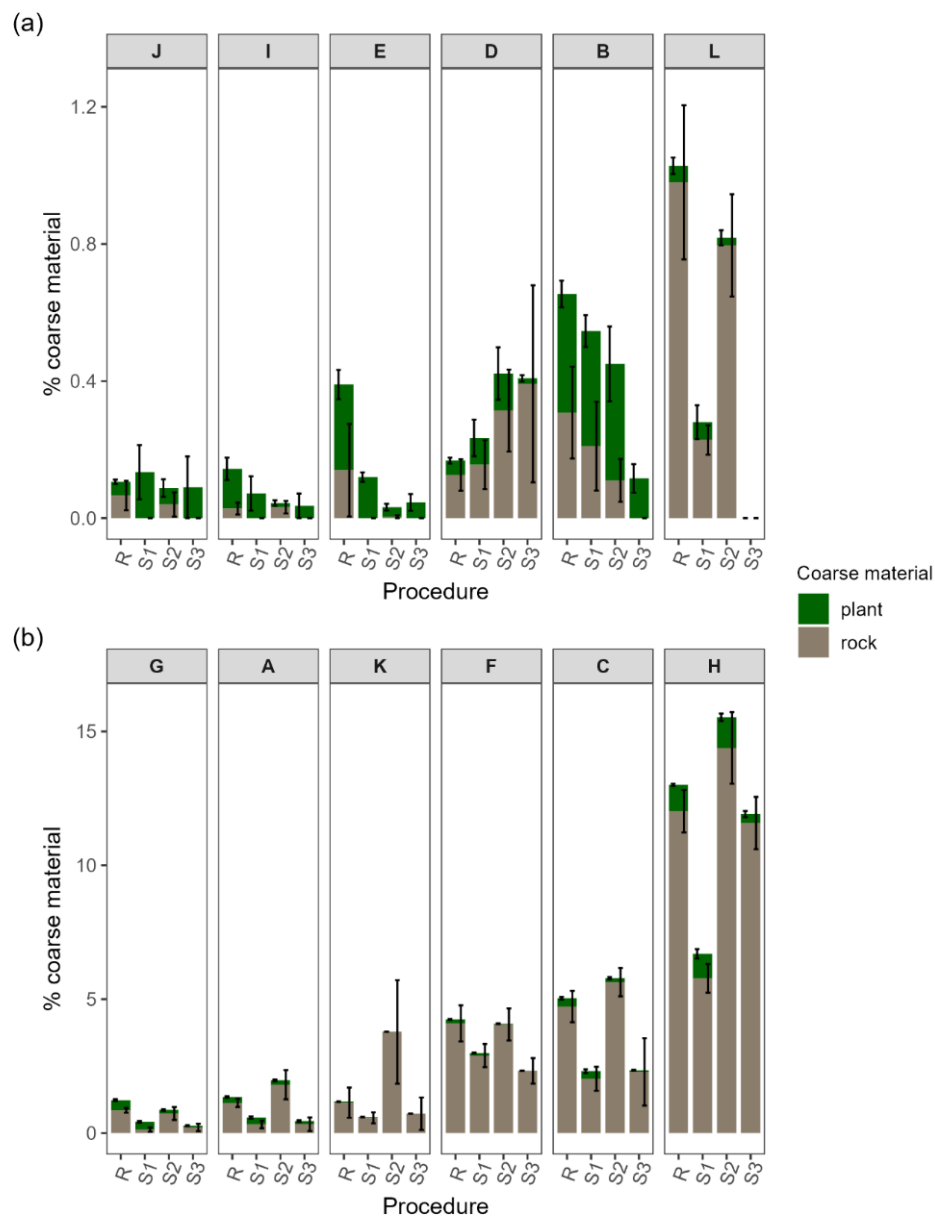 (a)
J I E D B L
1.2
0.8
0.4
0.0
% coarse material
R S1 S2 S3 R S1 S2 S3 R S1 S2 S3 R S1 S2 S3 R S1 S2 S3 R S1 S2 S3
Procedure
Coarse material
plant
rock
(b)
G A K F C H
15
10
5
0
% coarse material
R S1 S2 S3 R S1 S2 S3 R S1 S2 S3 R S1 S2 S3 R S1 S2 S3 R S1 S2 S3
Procedure